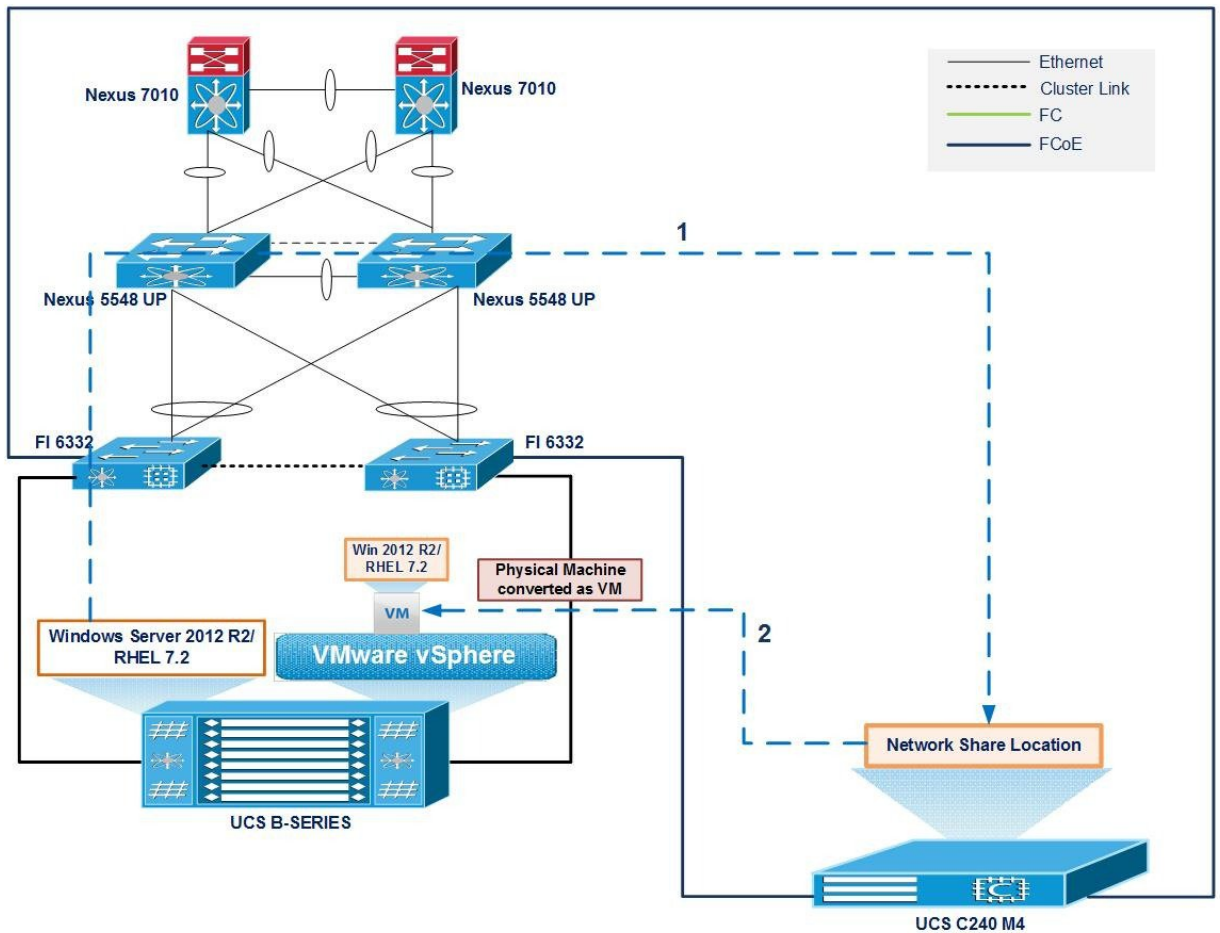 Nexus 7010
Nexus 7010
Ethernet
Cluster Link
FC
FCoE
1
Nexus 5548 UP
Nexus 5548 UP
FI 6332
FI 6332
Win 2012 R2/
RHEL 7.2
Physical Machine
converted as VM
VM
Windows Server 2012 R2/
RHEL 7.2
VMware vSphere
2
Network Share Location
UCS B-SERIES
C
UCS C240 M4